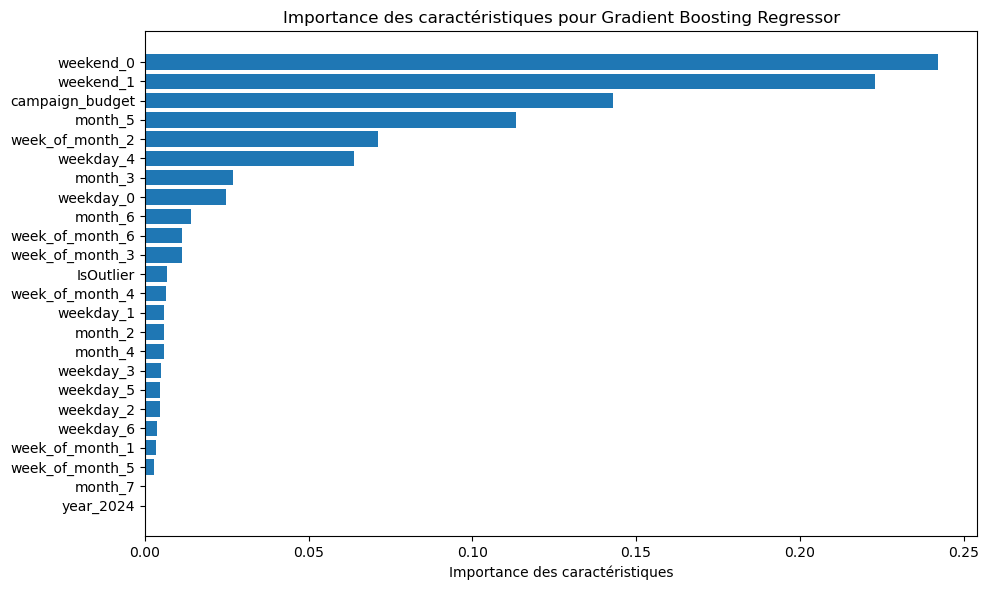 Importance des caractéristiques pour Gradient Boosting Regressor
weekend_0
weekend_1
campaign_budget
month_5
week_of_month_2
weekday_4
month_3
weekday_0
month_6
week_of_month_6
week_of_month_3
IsOutlier
week_of_month_4
weekday_1
month_2
month_4
weekday_3
weekday_5
weekday_2
weekday_6
week_of_month_1
week_of_month_5
month_7
year_2024
0.00 0.05 0.10 0.15 0.20 0.25
Importance des caractéristiques